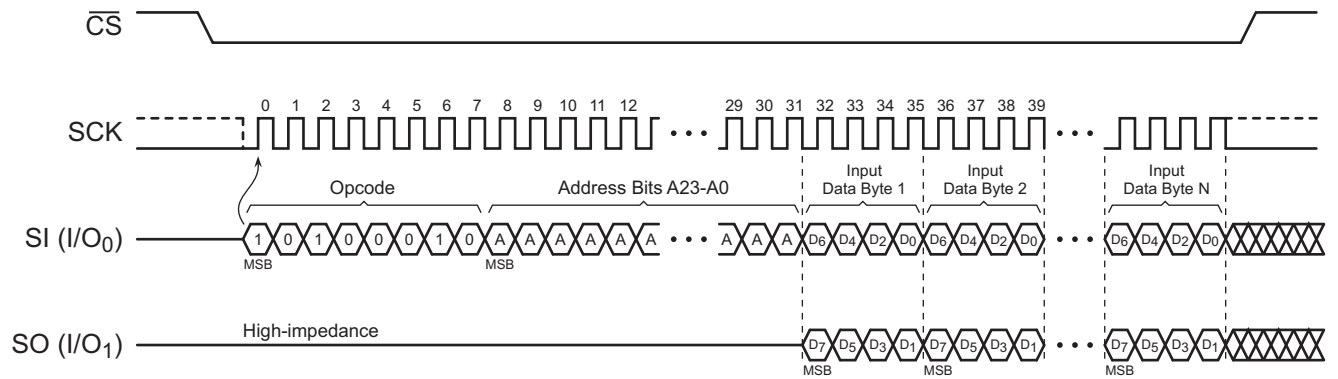 CS
0 1 2 3 4 5 6 7 8 9 10 11 12 29 30 31 32 33 34 35 36 37 38 39
SCK
Opcode Address Bits A23-A0 Input Data Byte 1 Input Data Byte 2 Input Data Byte N
SI (I/O0) 1 0 1 0 0 0 1 0 A A A A A A A A A D6 D4 D2 D0 D6 D4 D2 D0 D6 D4 D2 D0
MSB MSB
High-impedance
SO (I/O1) D7 D5 D3 D1 D7 D5 D3 D1 D7 D5 D3 D1
MSB MSB MSB